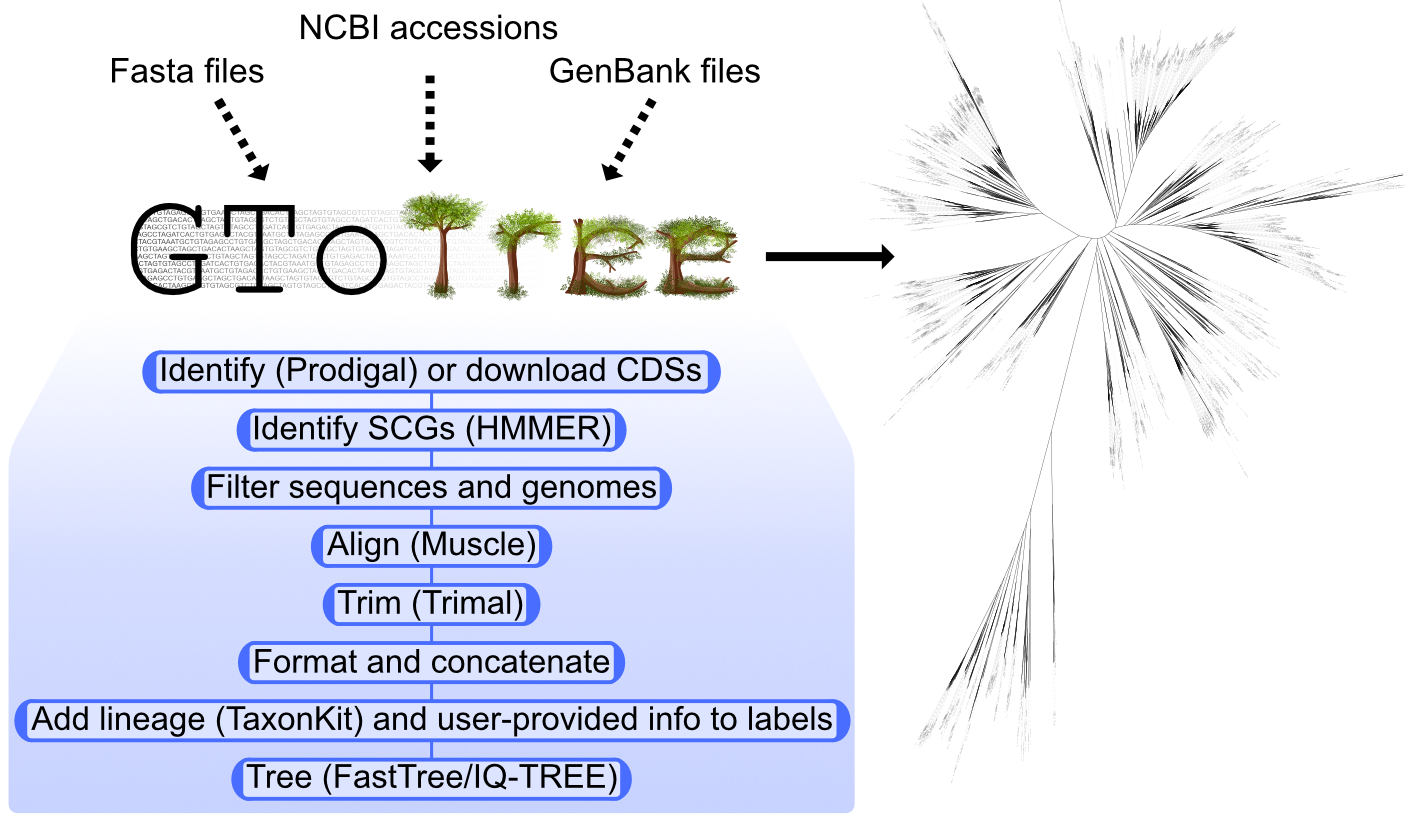 NCBI accessions
Fasta files
GenBank files
GToTree
Identify (Prodigal) or download CDSs
Identify SCGs (HMMER)
Filter sequences and genomes
Align (Muscle)
Trim (Trimal)
Format and concatenate
Add lineage (TaxonKit) and user-provided info to labels
Tree (FastTree/IQ-TREE)